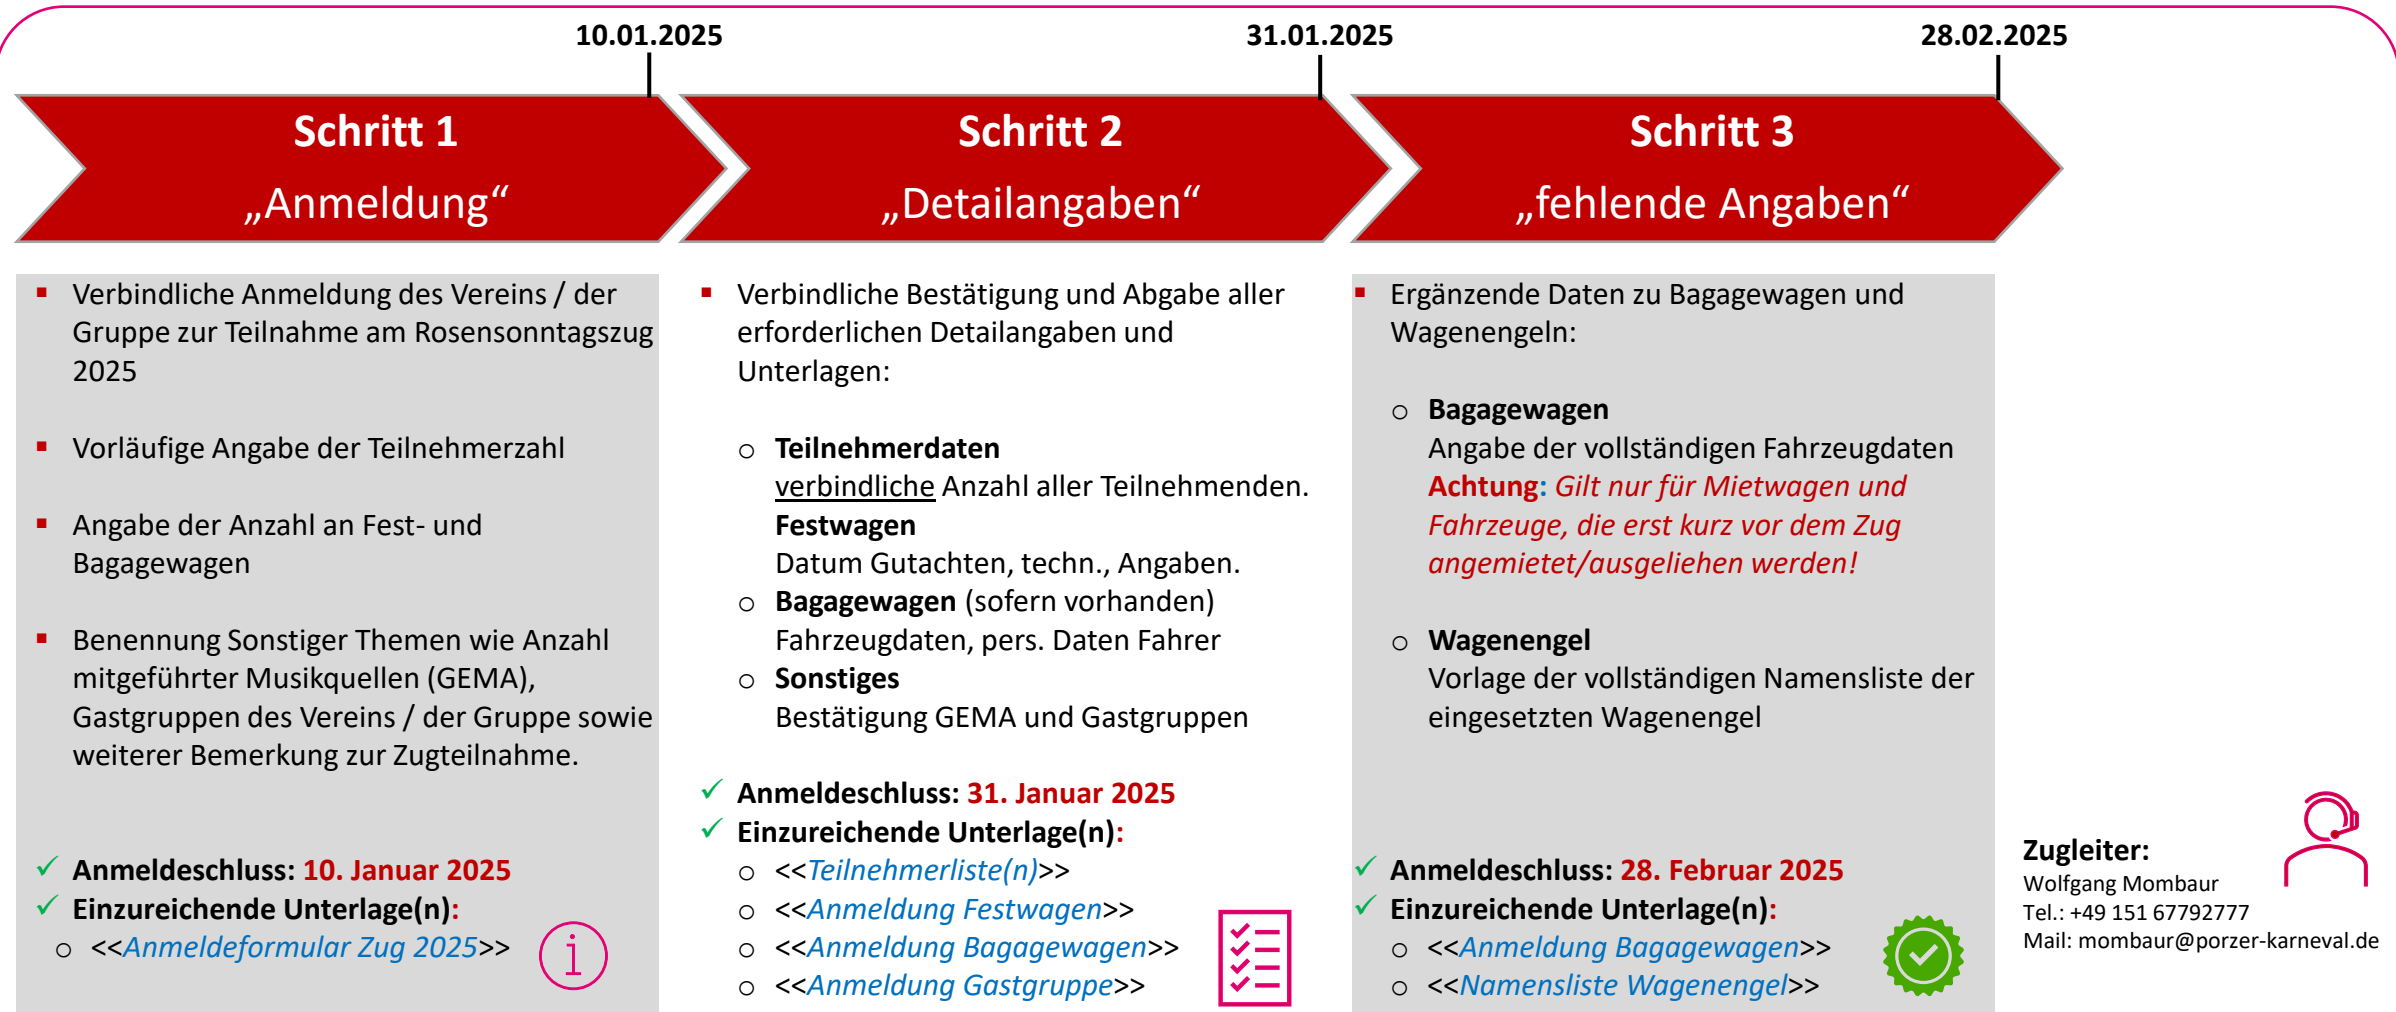 10.01.2025
31.01.2025
28.02.2025
Schritt 1
„Anmeldung“
Schritt 2
„Detailangaben“
Schritt 3
„fehlende Angaben“
▪ Verbindliche Anmeldung des Vereins / der
Gruppe zur Teilnahme am Rosensonntagszug
2025
▪ Vorläufige Angabe der Teilnehmerzahl
▪ Angabe der Anzahl an Fest- und
Bagagewagen
▪ Benennung Sonstiger Themen wie Anzahl
mitgeführter Musikquellen (GEMA),
Gastgruppen des Vereins / der Gruppe sowie
weiterer Bemerkung zur Zugteilnahme.
✓ Anmeldeschluss: 10. Januar 2025
✓ Einzureichende Unterlage(n):
o <<Anmeldeformular Zug 2025>>
▪ Verbindliche Bestätigung und Abgabe aller
erforderlichen Detailangaben und
Unterlagen:
o Teilnehmerdaten
verbindliche Anzahl aller Teilnehmenden.
Festwagen
Datum Gutachten, techn., Angaben.
o Bagagewagen (sofern vorhanden)
Fahrzeugdaten, pers. Daten Fahrer
o Sonstiges
Bestätigung GEMA und Gastgruppen
✓ Anmeldeschluss: 31. Januar 2025
✓ Einzureichende Unterlage(n):
o <<Teilnehmerliste(n)>>
o <<Anmeldung Festwagen>>
o <<Anmeldung Bagagewagen>>
o <<Anmeldung Gastgruppe>>
▪ Ergänzende Daten zu Bagagewagen und
Wagenengeln:
o Bagagewagen
Angabe der vollständigen Fahrzeugdaten
Achtung: Gilt nur für Mietwagen und
Fahrzeuge, die erst kurz vor dem Zug
angemietet/ausgeliehen werden!
o Wagenengel
Vorlage der vollständigen Namensliste der
eingesetzten Wagenengel
✓ Anmeldeschluss: 28. Februar 2025
✓ Einzureichende Unterlage(n):
o <<Anmeldung Bagagewagen>>
o <<Namensliste Wagenengel>>
Zugleiter:
Wolfgang Mombaur
Tel.: +49 151 67792777
Mail: mombaur@porzer-karneval.de